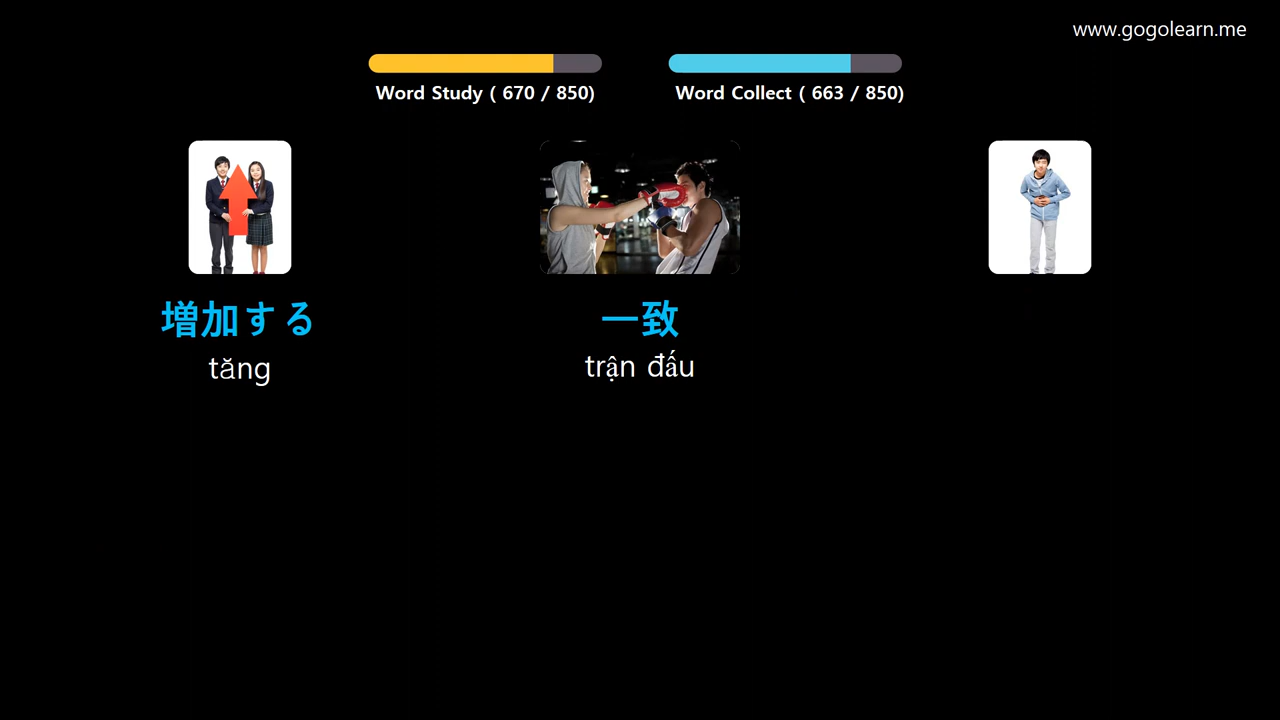 www.gogolearn.me
Word Study ( 670 / 850)
Word Collect ( 663 / 850)
増加する
tăng
一致
trận đấu